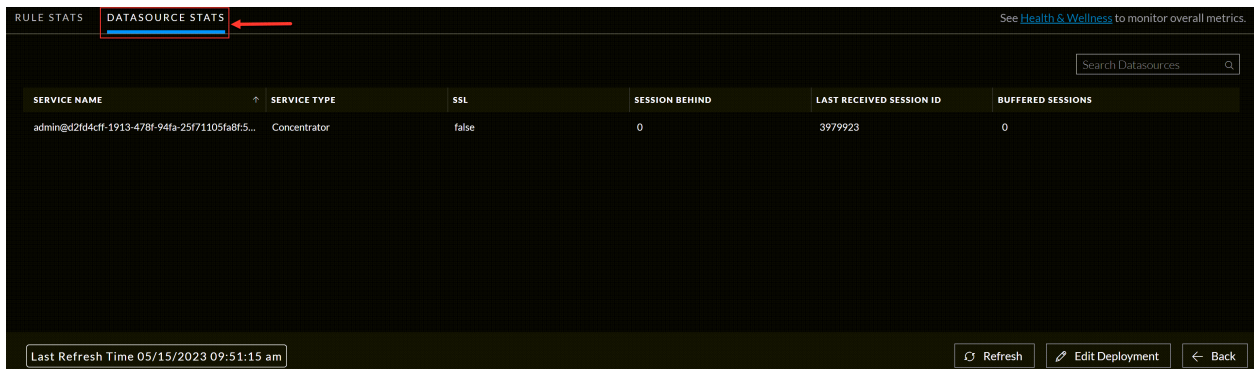 RULE STATS DATASOURCE STATS See Health & Wellness to monitor overall metrics.
Search Datasources
SERVICE NAME SERVICE TYPE SSL SESSION BEHIND LAST RECEIVED SESSION ID BUFFERED SESSIONS
admin@d2fd4cff-1913-478f-94fa-25f71105fa8f:5... Concentrator false 0 3979923 0
Last Refresh Time 05/15/2023 09:51:15 am Refresh Edit Deployment Back